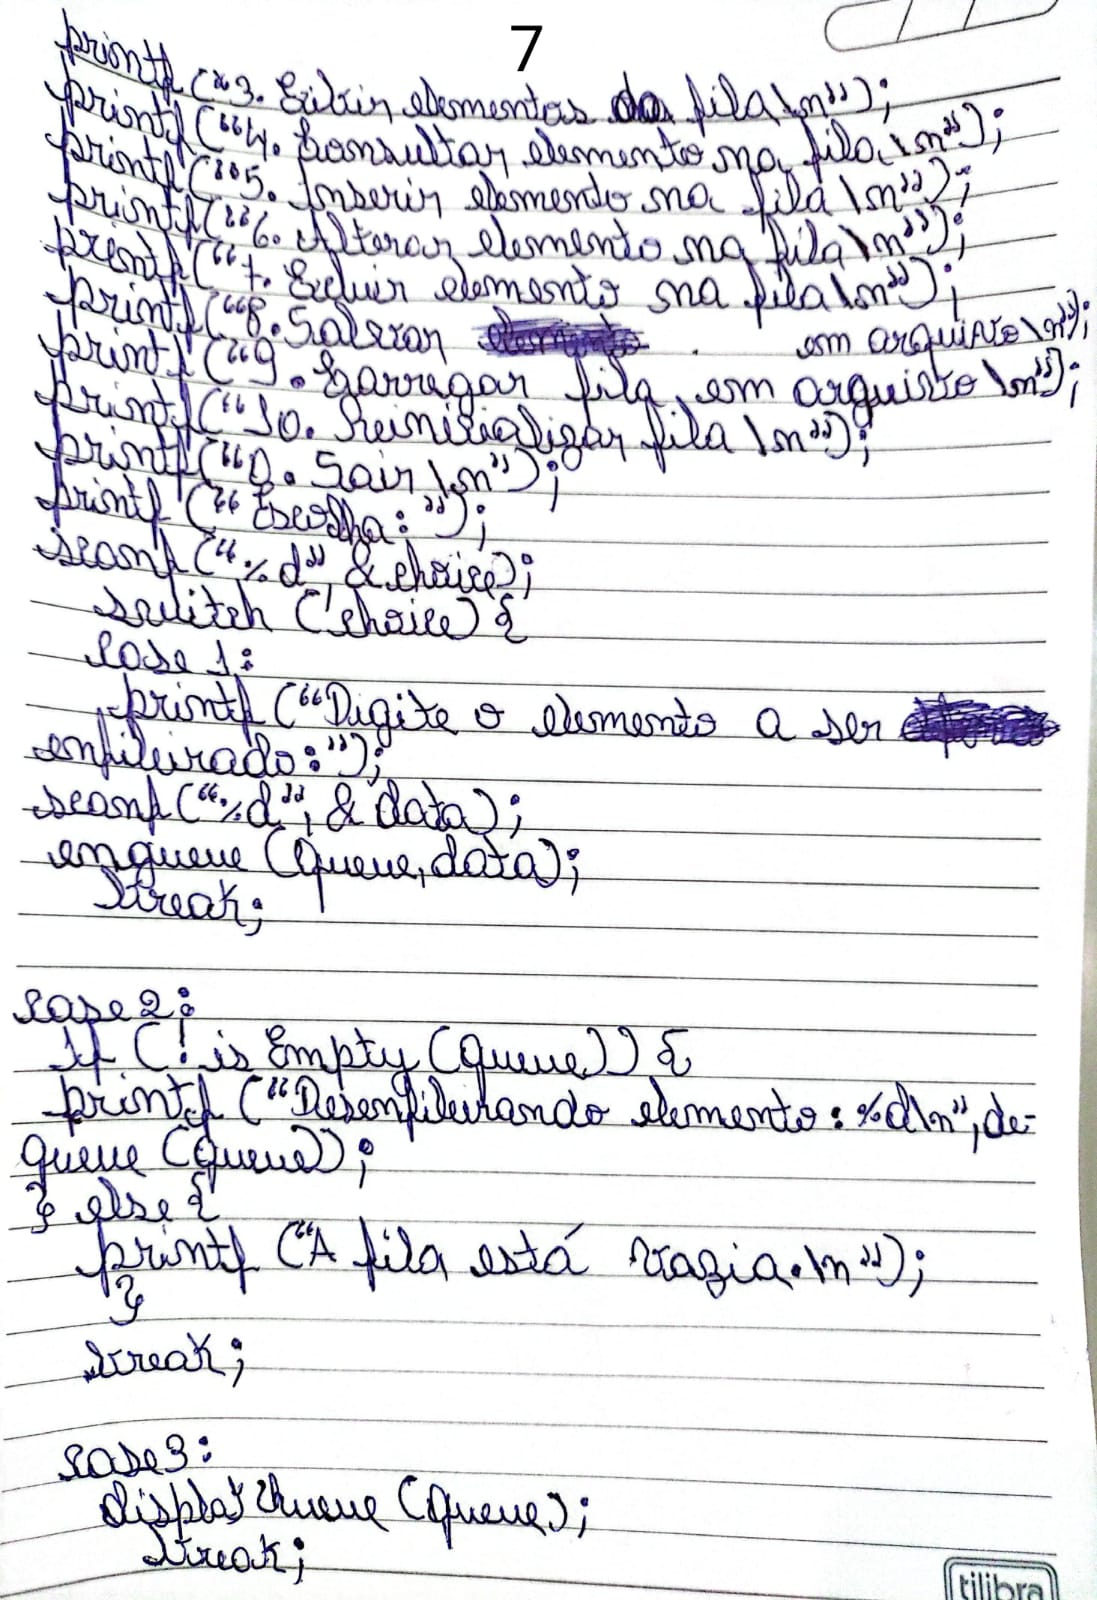 7
printf("3. Exibir elementos da fila\n");
printf("4. Consultar elemento na fila\n");
printf("5. Inserir elemento na fila\n");
printf("6. Alterar elemento na fila\n");
printf("7. Excluir elemento na fila\n");
printf("8. Salvar em arquivo\n");
printf("9. Carregar fila em arquivo\n");
printf("10. Reinicializar fila\n");
printf("0. Sair\n");
printf("Escolha: ");
scanf("%d", &choice);
switch (choice) {
case 1:
printf ("Digite o elemento a ser
enfileirado:");
scanf("%d", &data);
enqueue (queue, data);
break;
case 2:
if (! isEmpty (queue)) {
printf ("Desenfileirando elemento: %d\n", de-
queue (queue));
} else {
printf ("A fila está vazia.\n");
}
break;
case 3:
displayQueue (queue);
break;
tilibra